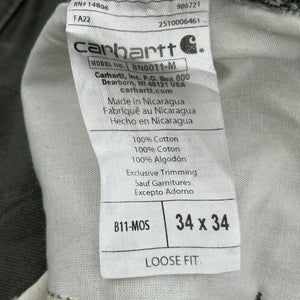 RN# 14806 906721
FA22 2510006461
carhartt
MODEL NO. BN0011-M
Carhartt, Inc., P.O. Box 600
Dearborn, MI 48121 USA
carhartt.com
Made in Nicaragua
Fabriqué au Nicaragua
Hecho en Nicaragua
100% Cotton
100% Coton
100% Algodón
Exclusive Trimming
Sauf Garnitures
Excepto Adorno
B11-MOS 34 x 34
LOOSE FIT